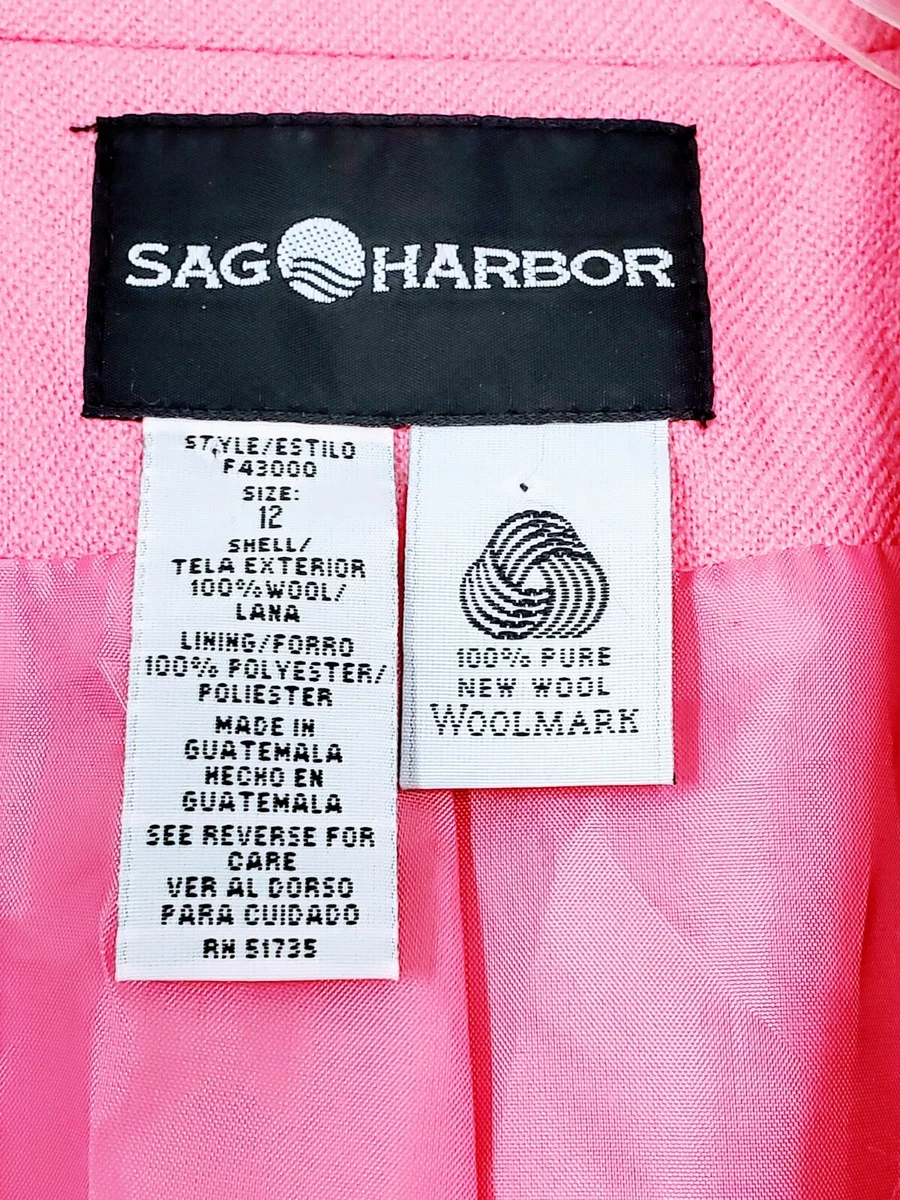 SAG HARBOR
STYLE/ESTILO
F43000
SIZE:
12
SHELL/
TELA EXTERIOR
100% WOOL/
LANA
LINING/FORRO
100% POLYESTER/
POLIESTER
MADE IN
GUATEMALA
HECHO EN
GUATEMALA
SEE REVERSE FOR
CARE
VER AL DORSO
PARA CUIDADO
RN 51735
100% PURE
NEW WOOL
WOOLMARK